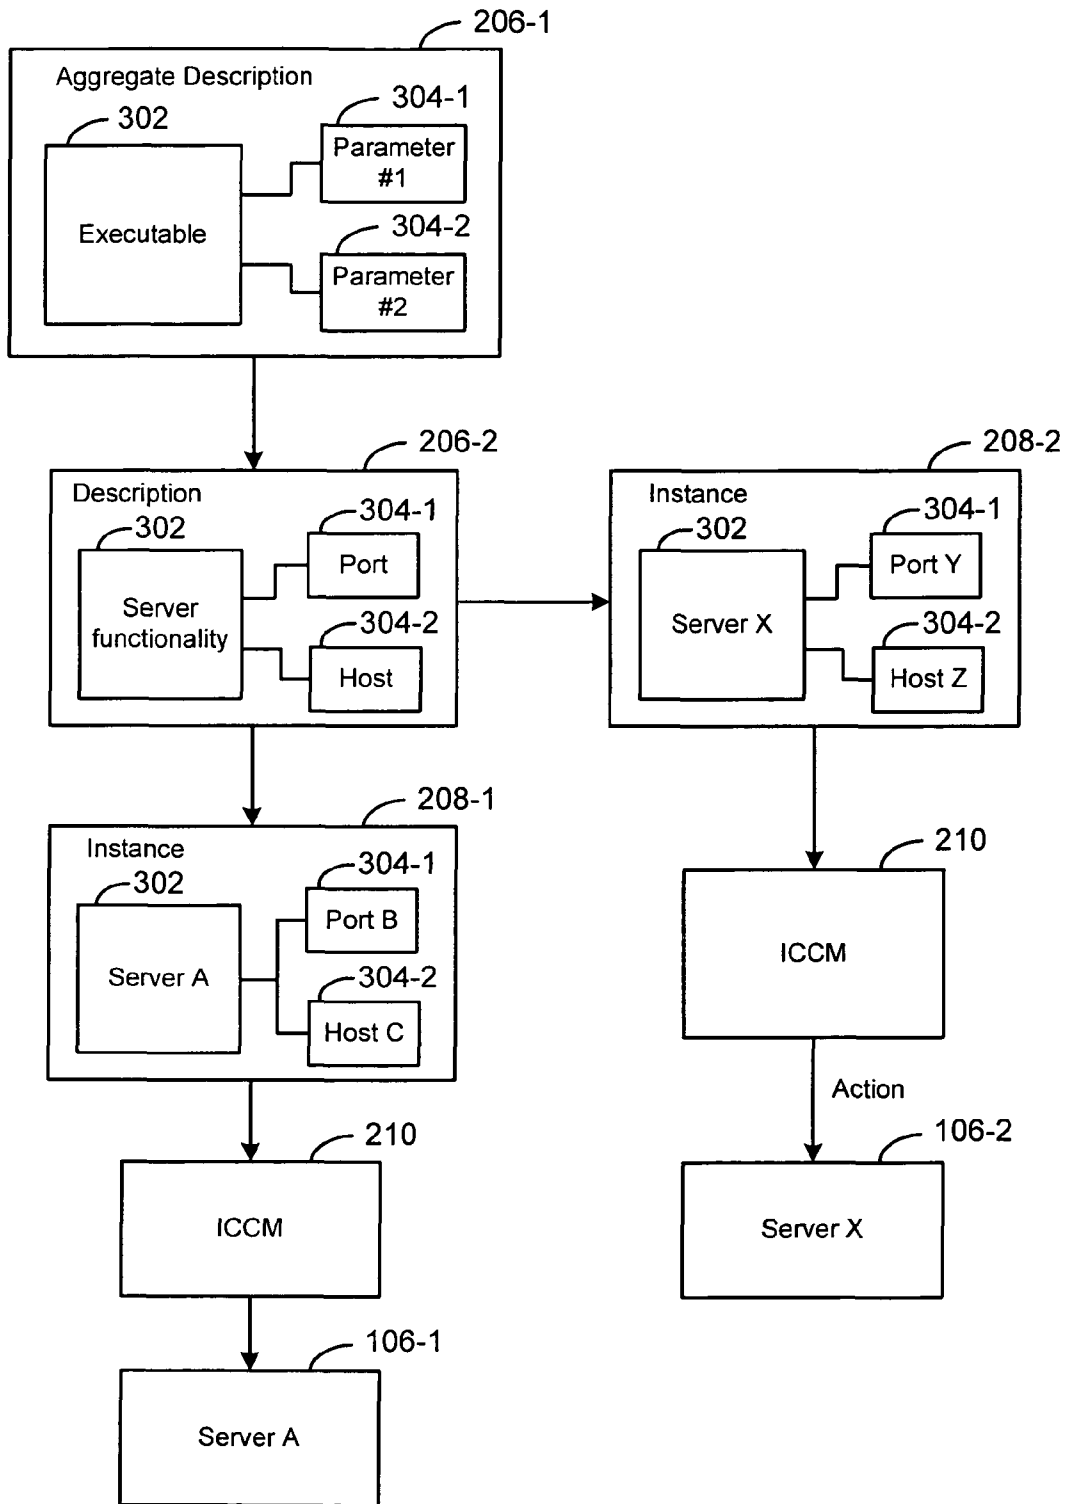 206-1
Aggregate Description
302
304-1
Parameter
#1
Executable
304-2
Parameter
#2
206-2
Description
302
304-1
Port
Server
functionality
304-2
Host
208-2
Instance
302
304-1
Port Y
Server X
304-2
Host Z
208-1
Instance
302
304-1
Port B
Server A
304-2
Host C
210
ICCM
Action
106-2
Server X
210
ICCM
106-1
Server A